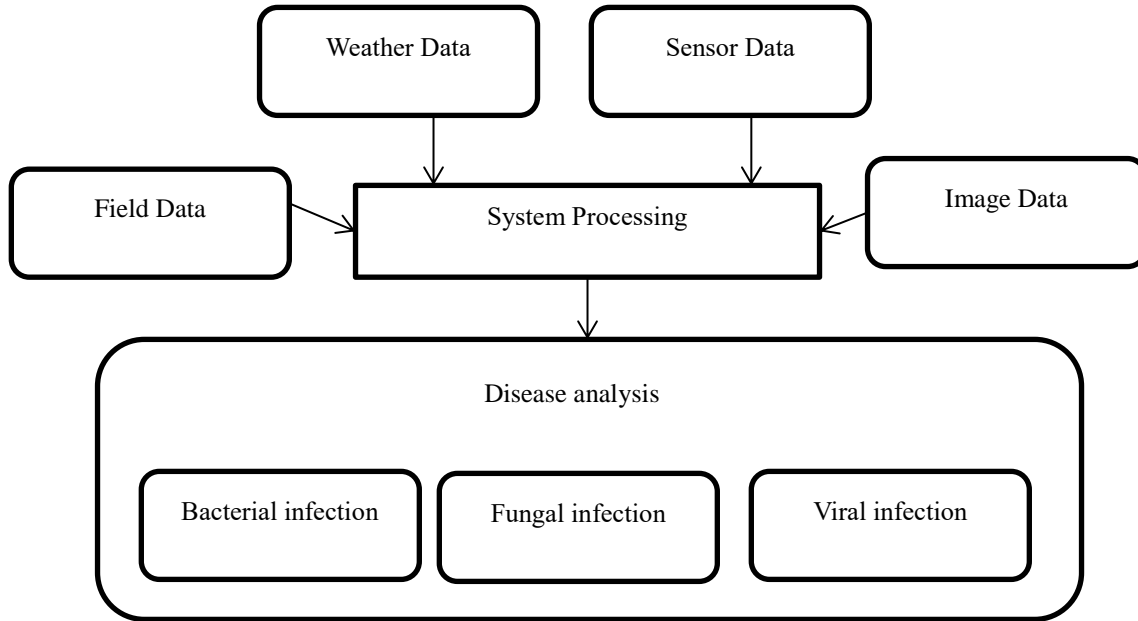 Weather Data
Sensor Data
Field Data
System Processing
Image Data
Disease analysis
Bacterial infection
Fungal infection
Viral infection